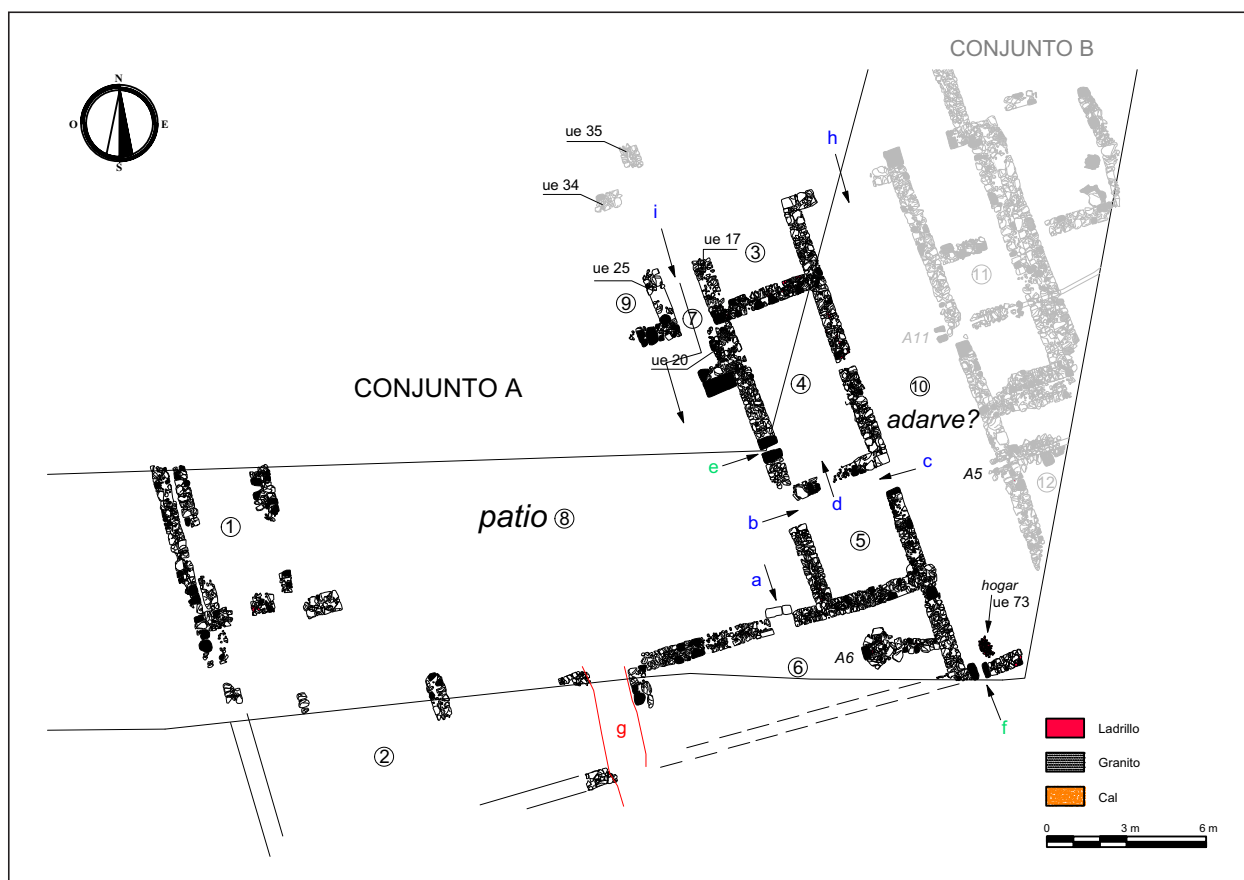 CONJUNTO B
N
O
E
S
ue 35
h
ue 34
i
ue 17
3
ue 25
11
9
7
A11
ue 20
4
10
CONJUNTO A
adarve?
e
c
A5
12
d
1
patio 8
b
5
a
hogar
ue 73
A6
6
f
g
2
Ladrillo
Granito
Cal
0
3 m
6 m